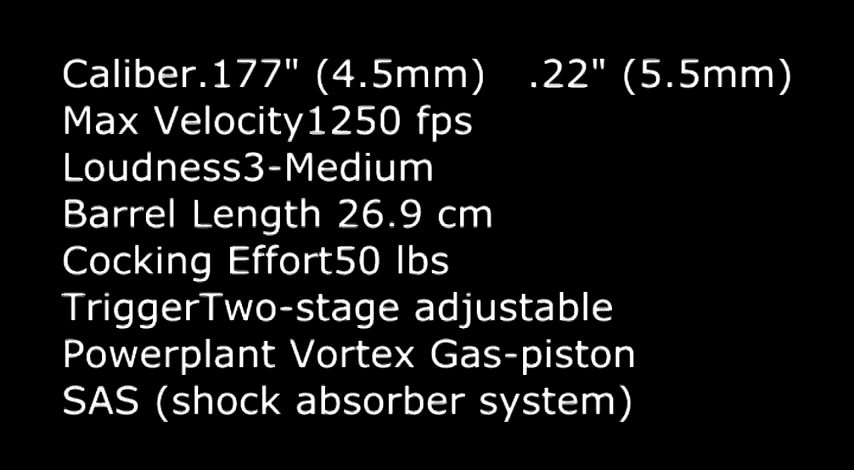 Caliber.177" (4.5mm) .22" (5.5mm)
Max Velocity1250 fps
Loudness3-Medium
Barrel Length 26.9 cm
Cocking Effort50 lbs
TriggerTwo-stage adjustable
Powerplant Vortex Gas-piston
SAS (shock absorber system)